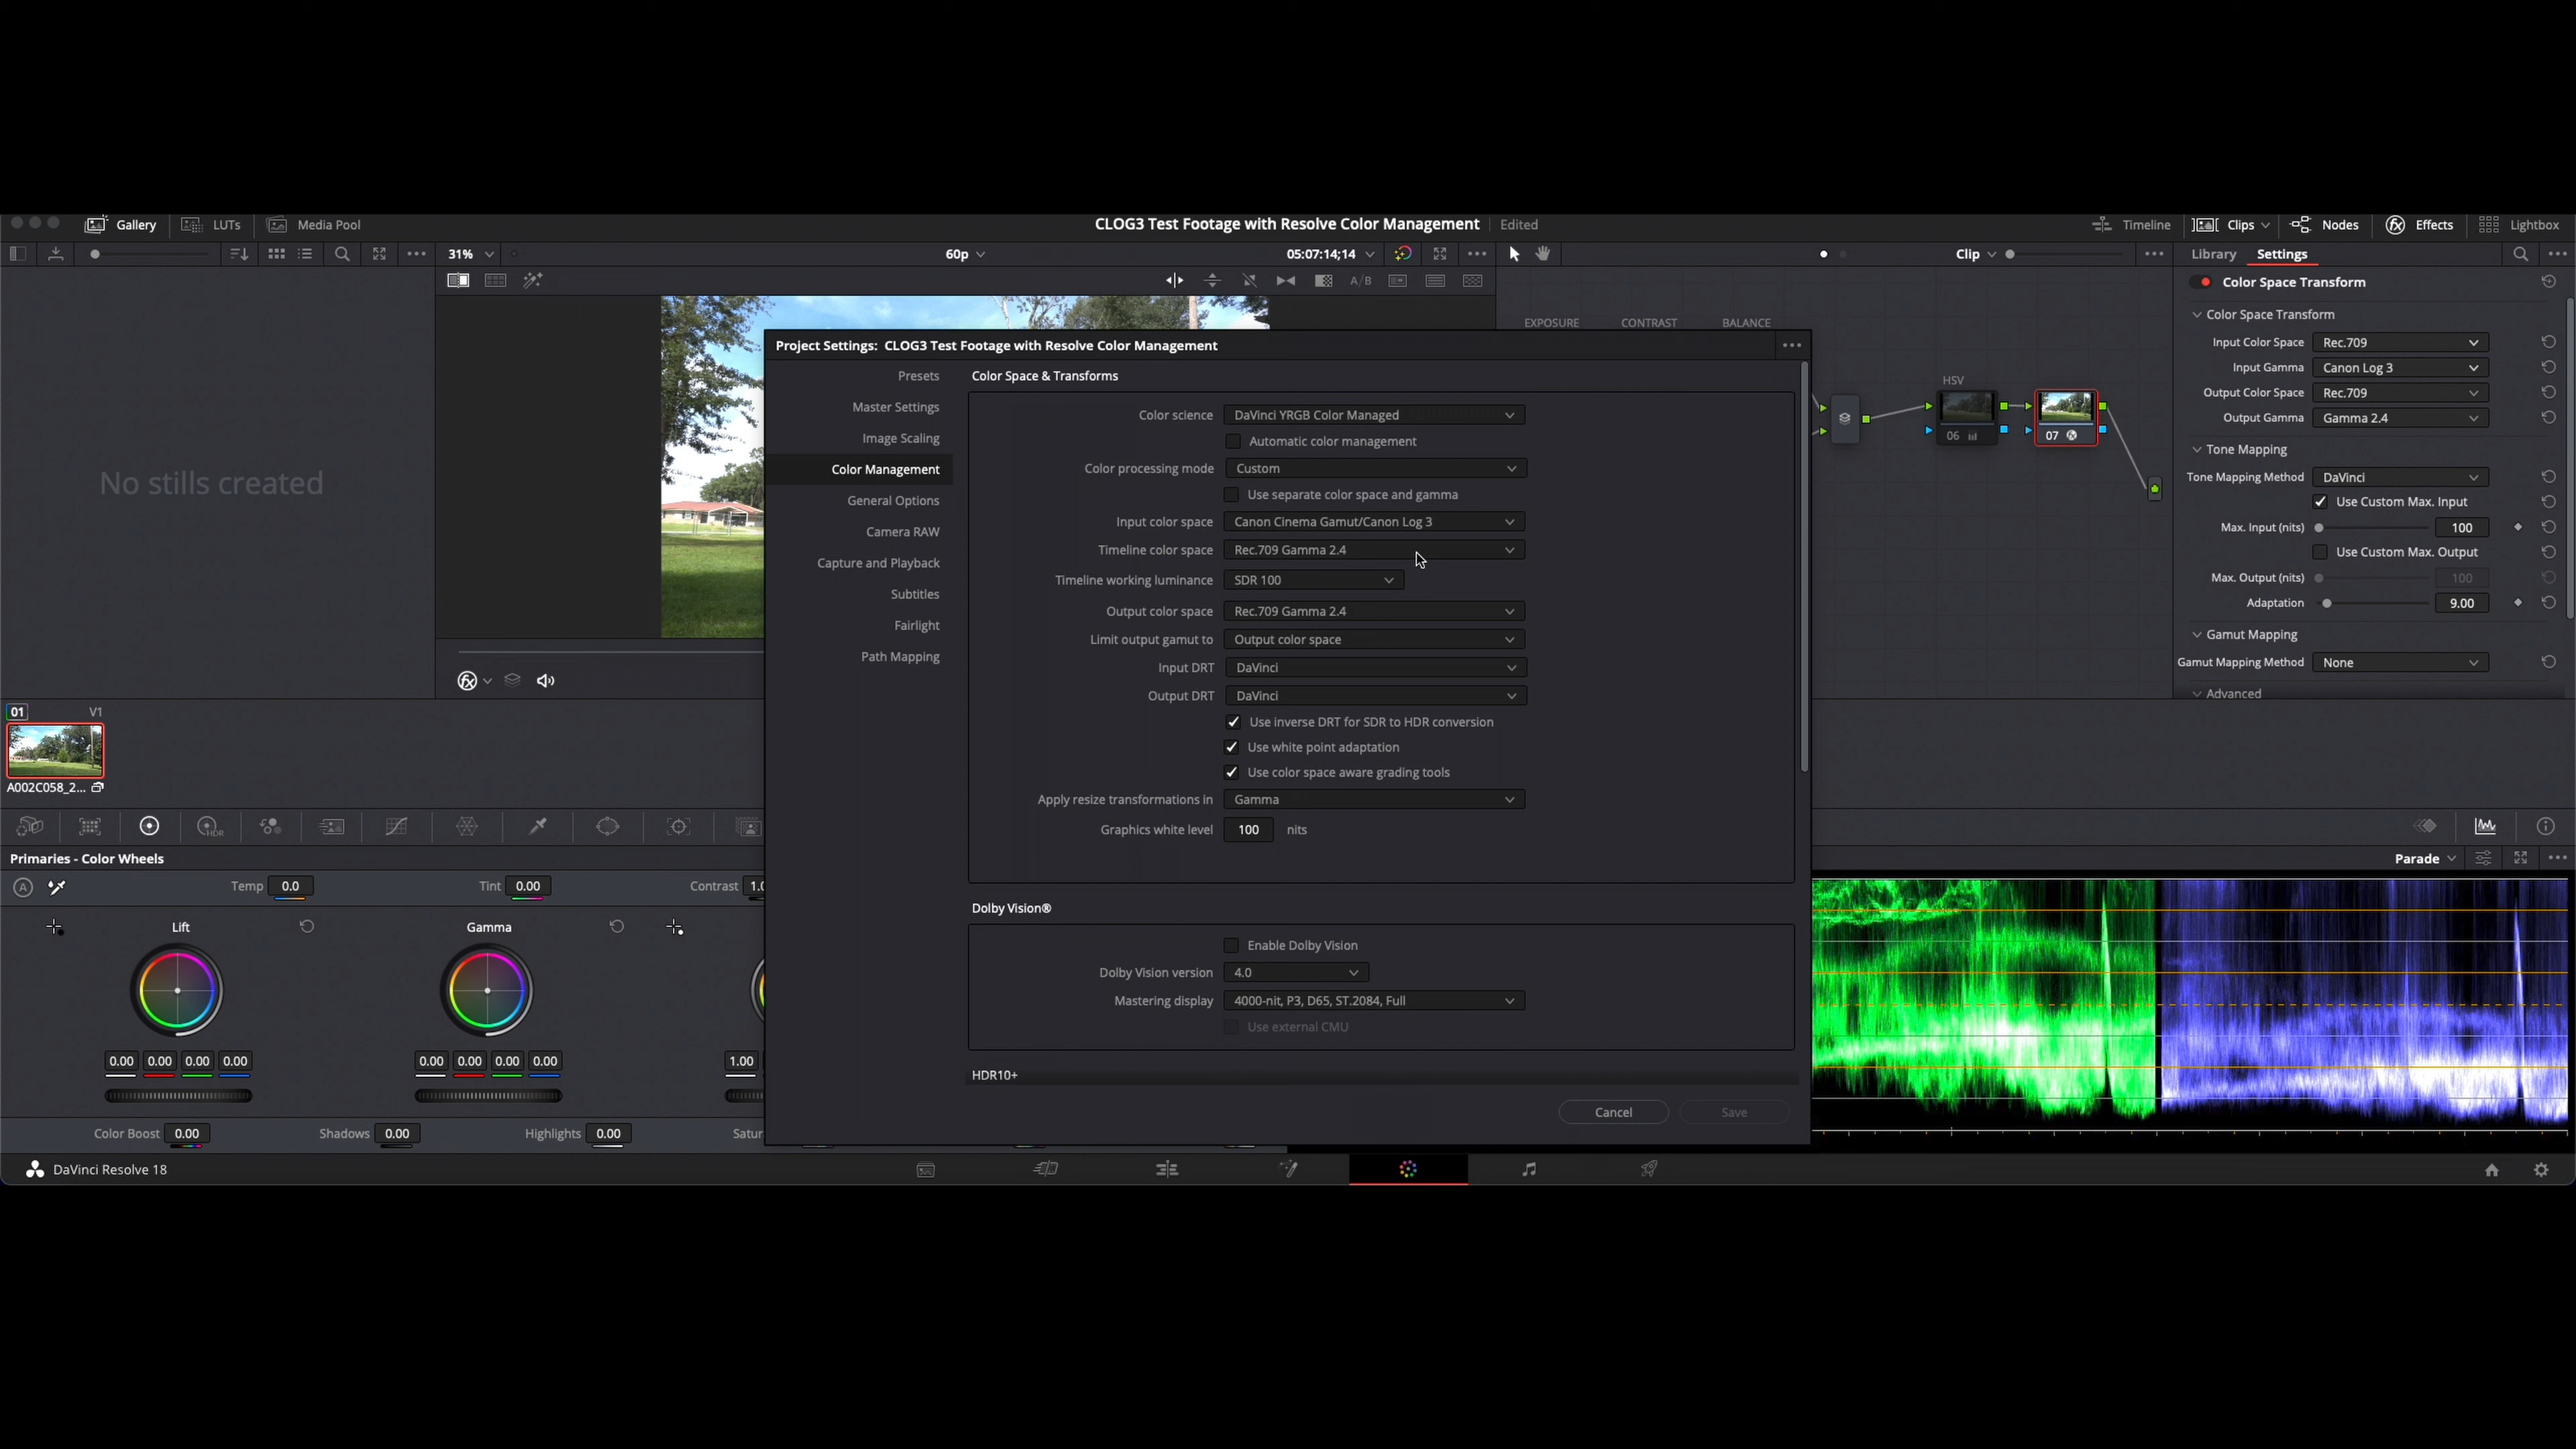 Gallery LUTs Media Pool CLOG3 Test Footage with Resolve Color Management Edited Timeline Clips Nodes Effects Lightbox
31% 60p 05:07:14;14 Clip Library Settings
A/B
Color Space Transform
Color Space Transform
Input Color Space Rec.709
Input Gamma Canon Log 3
Output Color Space Rec.709
Output Gamma Gamma 2.4
Tone Mapping
Tone Mapping Method DaVinci
Use Custom Max. Input
Max. Input (nits) 100
Use Custom Max. Output
Max. Output (nits) 100
Adaptation 9.00
Gamut Mapping
Gamut Mapping Method None
Advanced
EXPOSURE CONTRAST BALANCE
HSV
06 07
No stills created
Project Settings: CLOG3 Test Footage with Resolve Color Management
Presets
Master Settings
Image Scaling
Color Management
General Options
Camera RAW
Capture and Playback
Subtitles
Fairlight
Path Mapping
Color Space & Transforms
Color science DaVinci YRGB Color Managed
Automatic color management
Color processing mode Custom
Use separate color space and gamma
Input color space Canon Cinema Gamut/Canon Log 3
Timeline color space Rec.709 Gamma 2.4
Timeline working luminance SDR 100
Output color space Rec.709 Gamma 2.4
Limit output gamut to Output color space
Input DRT DaVinci
Output DRT DaVinci
Use inverse DRT for SDR to HDR conversion
Use white point adaptation
Use color space aware grading tools
Apply resize transformations in Gamma
Graphics white level 100 nits
Dolby Vision®
Enable Dolby Vision
Dolby Vision version 4.0
Mastering display 4000-nit, P3, D65, ST.2084, Full
Use external CMU
HDR10+
Cancel Save
01 V1
A002C058_2...
HDR
Primaries - Color Wheels
Parade
Temp 0.0 Tint 0.00 Contrast 1.0
Lift Gamma
0.00 0.00 0.00 0.00 0.00 0.00 0.00 0.00 1.00
Color Boost 0.00 Shadows 0.00 Highlights 0.00 Satur
DaVinci Resolve 18